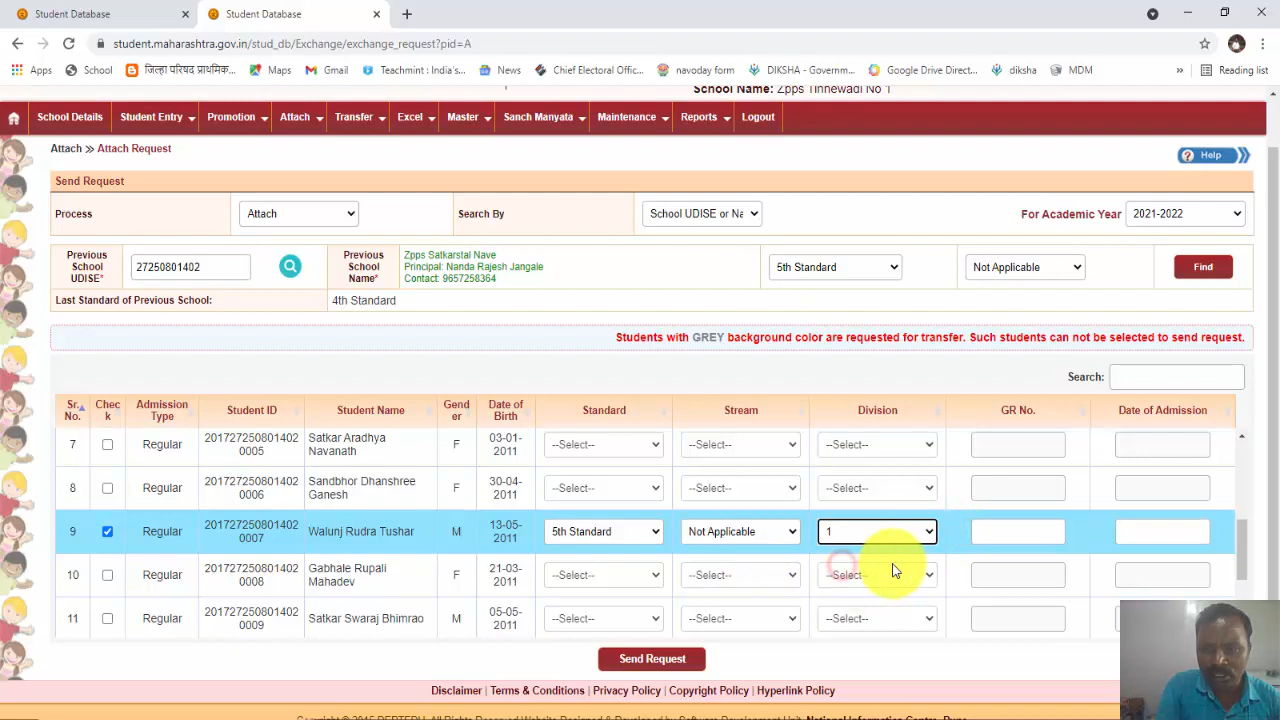 Student Database
Student Database
student.maharashtra.gov.in/stud_db/Exchange/exchange_request?pid=A
Apps School जिल्हा परिषद प्राथमिक... Maps Gmail Teachmint : India's... News Chief Electoral Offic... navoday form DIKSHA - Governm... Google Drive Direct... diksha MDM » Reading list
School Name: Zpps Tinnewadi No 1
School Details Student Entry Promotion Attach Transfer Excel Master Sanch Manyata Maintenance Reports Logout
Attach >> Attach Request
Help
Send Request
Process Attach Search By School UDISE or Na For Academic Year 2021-2022
Previous School UDISE* 27250801402 Previous School Name*
Zpps Satkarstal Nave
Principal: Nanda Rajesh Jangale
Contact: 9657258364
5th Standard Not Applicable Find
Last Standard of Previous School: 4th Standard
Students with GREY background color are requested for transfer. Such students can not be selected to send request.
Search:
Sr. No. Chec k Admission Type Student ID Student Name Gend er Date of Birth Standard Stream Division GR No. Date of Admission
7 Regular 201727250801402 0005 Satkar Aradhya Navanath F 03-01-2011 --Select-- --Select-- --Select--
8 Regular 201727250801402 0006 Sandbhor Dhanshree Ganesh F 30-04-2011 --Select-- --Select-- --Select--
9 Regular 201727250801402 0007 Walunj Rudra Tushar M 13-05-2011 5th Standard Not Applicable 1
10 Regular 201727250801402 0008 Gabhale Rupali Mahadev F 21-03-2011 --Select-- --Select-- --Select--
11 Regular 201727250801402 0009 Satkar Swaraj Bhimrao M 05-05-2011 --Select-- --Select-- --Select--
Send Request
Disclaimer | Terms & Conditions | Privacy Policy | Copyright Policy | Hyperlink Policy